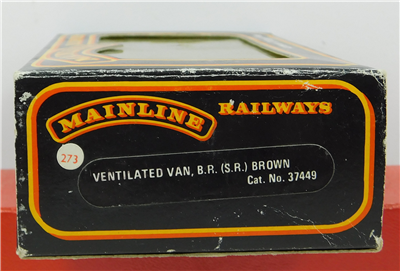 MAINLINE RAILWAYS
273
VENTILATED VAN, B.R. (S.R.) BROWN
Cat. No. 37449